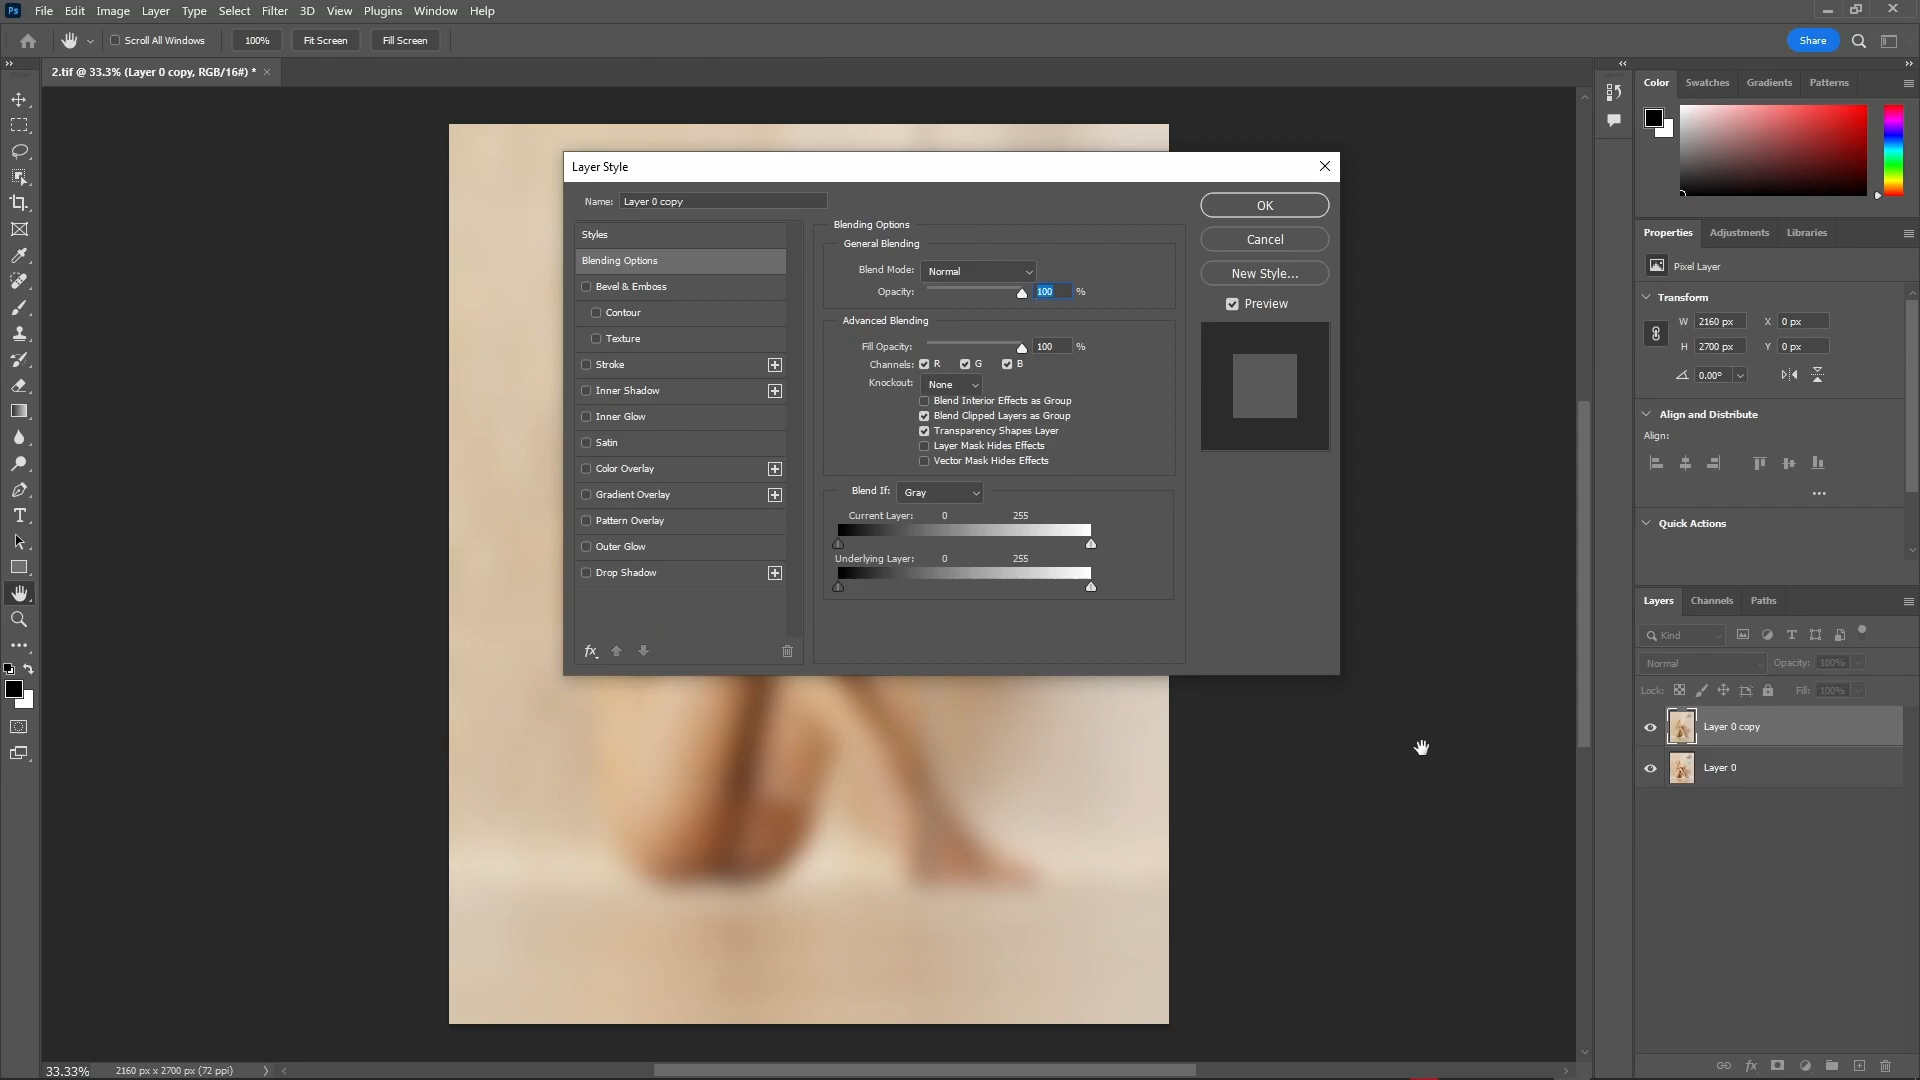 Ps File Edit Image Layer Type Select Filter 3D View Plugins Window Help
Scroll All Windows 100% Fit Screen Fill Screen Share
2.tif @ 33.3% (Layer 0 copy, RGB/16#) * ×
Layer Style
Name: Layer 0 copy
Styles
Blending Options
Bevel & Emboss
Contour
Texture
Stroke
Inner Shadow
Inner Glow
Satin
Color Overlay
Gradient Overlay
Pattern Overlay
Outer Glow
Drop Shadow
fx
Blending Options
General Blending
Blend Mode: Normal
Opacity: 100 %
Advanced Blending
Fill Opacity: 100 %
Channels: R G B
Knockout: None
Blend Interior Effects as Group
Blend Clipped Layers as Group
Transparency Shapes Layer
Layer Mask Hides Effects
Vector Mask Hides Effects
Blend If: Gray
Current Layer: 0 255
Underlying Layer: 0 255
OK
Cancel
New Style...
Preview
Color Swatches Gradients Patterns
Properties Adjustments Libraries
Pixel Layer
Transform
W 2160 px X 0 px
H 2700 px Y 0 px
0.00°
Align and Distribute
Align:
Quick Actions
Layers Channels Paths
Kind
Normal Opacity: 100%
Lock: Fill: 100%
Layer 0 copy
Layer 0
fx
33.33% 2160 px x 2700 px (72 ppi)